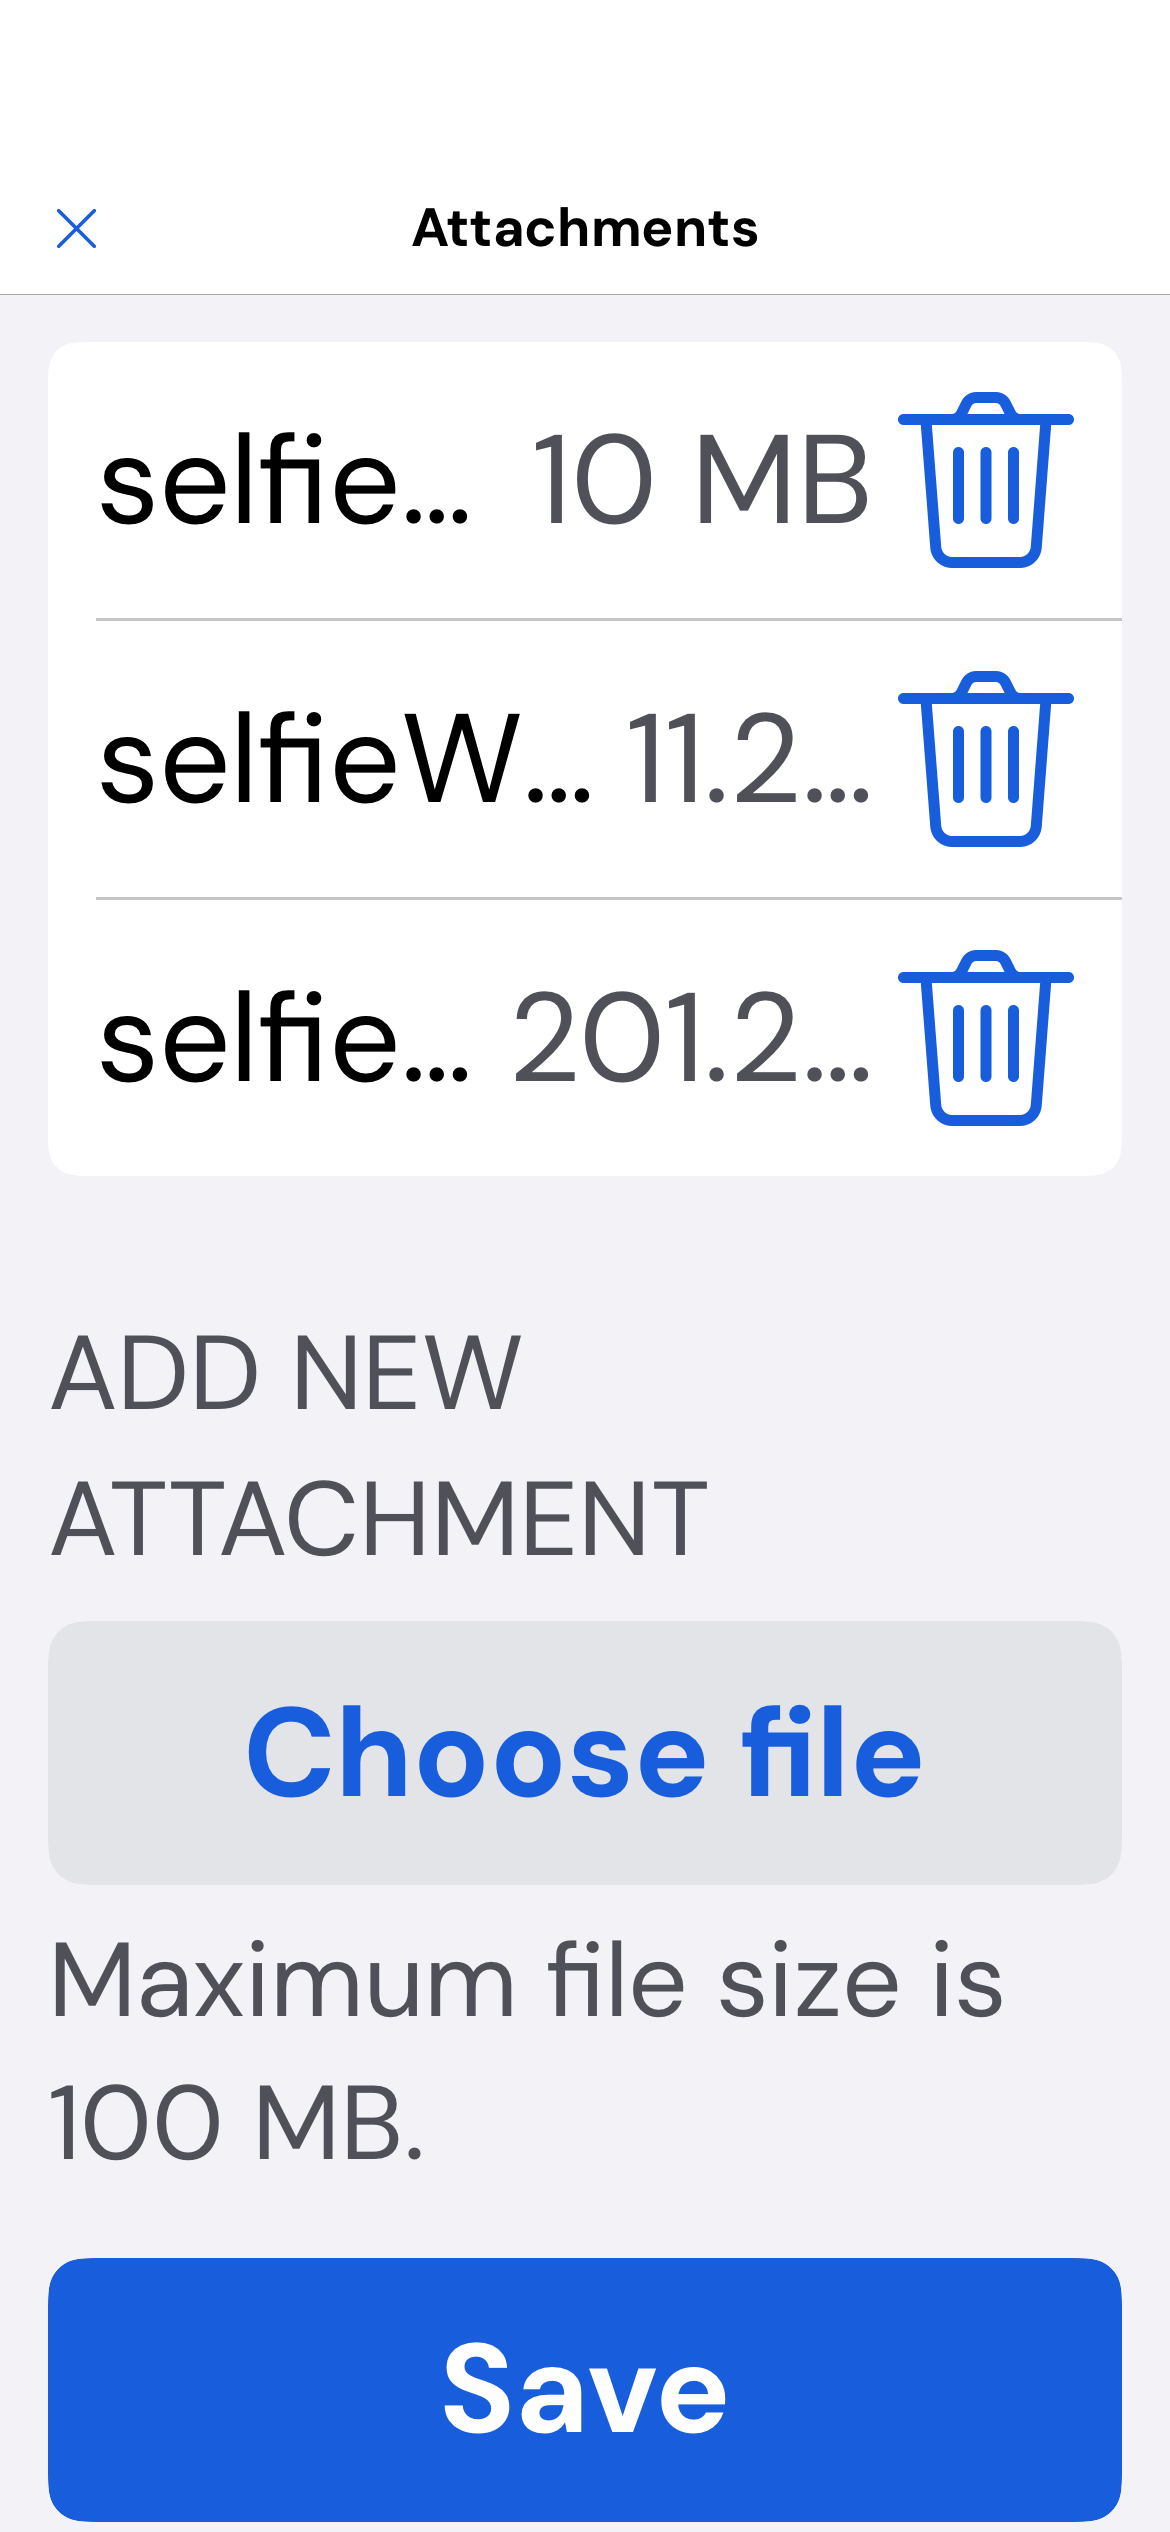 Attachments
selfie... 10 MB
selfieW... 11.2...
selfie... 201.2...
ADD NEW
ATTACHMENT
Choose file
Maximum file size is
100 MB.
Save